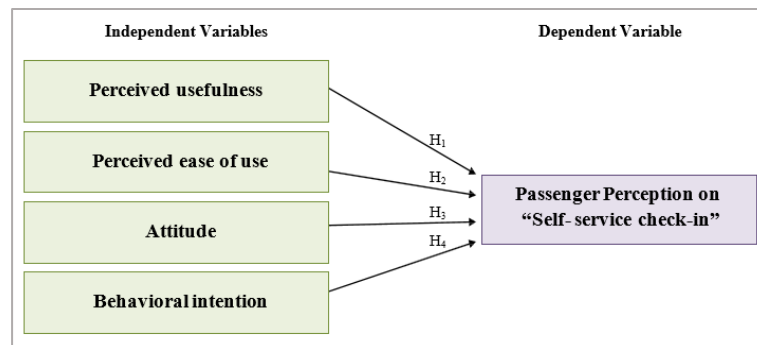 Independent Variables
Dependent Variable
Perceived usefulness
Perceived ease of use
Attitude
Behavioral intention
H₁
H₂
H₃
H₄
Passenger Perception on
“Self- service check-in”